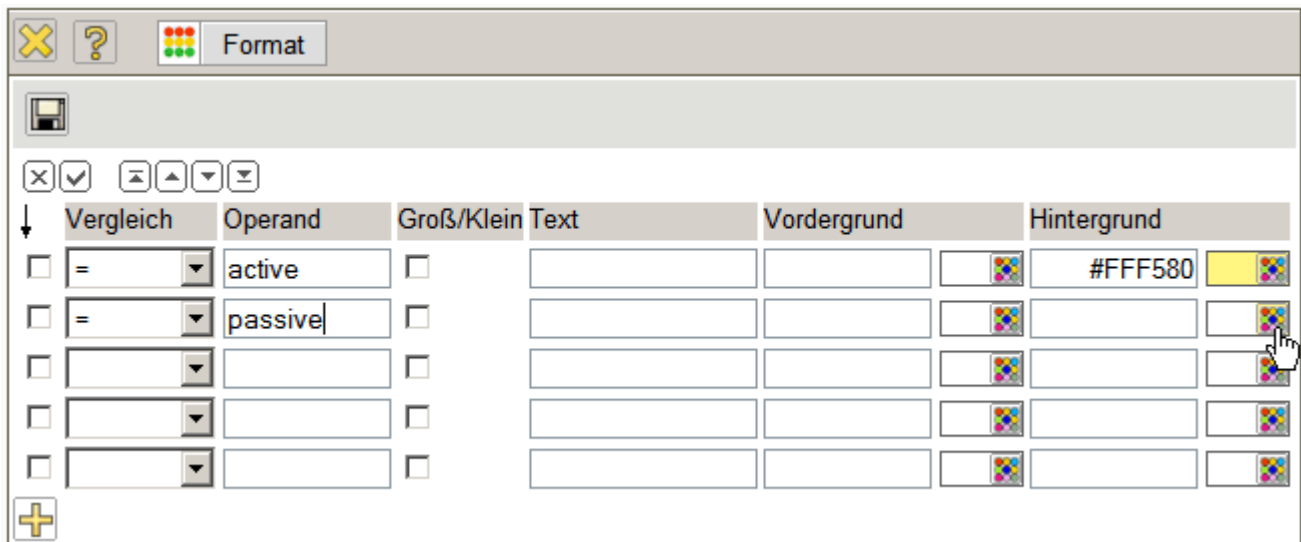 Format
Vergleich Operand Groß/Klein Text Vordergrund Hintergrund
= active #FFF580
= passive